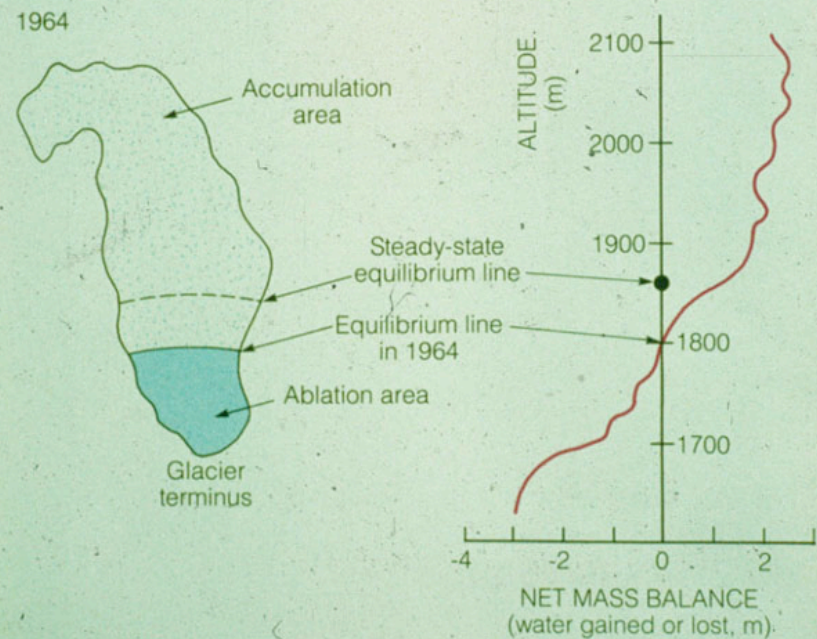 1964
Accumulation
area
Steady-state
equilibrium line
Equilibrium line
in 1964
Ablation area
Glacier
terminus
ALTITUDE
(m)
2100
2000
1900
1800
1700
-4
-2
0
2
NET MASS BALANCE
(water gained or lost, m)